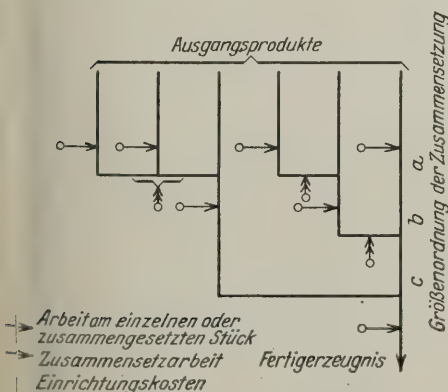 Ausgangsprodukte
Größenordnung der Zusammensetzung
a
b
c
Arbeit am einzelnen oder
zusammengesetzten Stück
Zusammensetzarbeit
Fertigerzeugnis
Einrichtungskosten